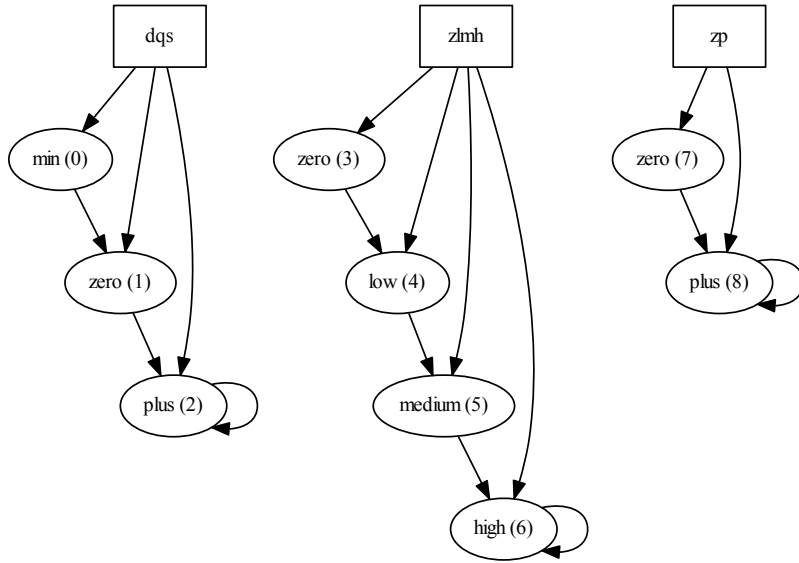 dqs
zlmh
zp
min (0)
zero (3)
zero (7)
zero (1)
low (4)
plus (8)
plus (2)
medium (5)
high (6)